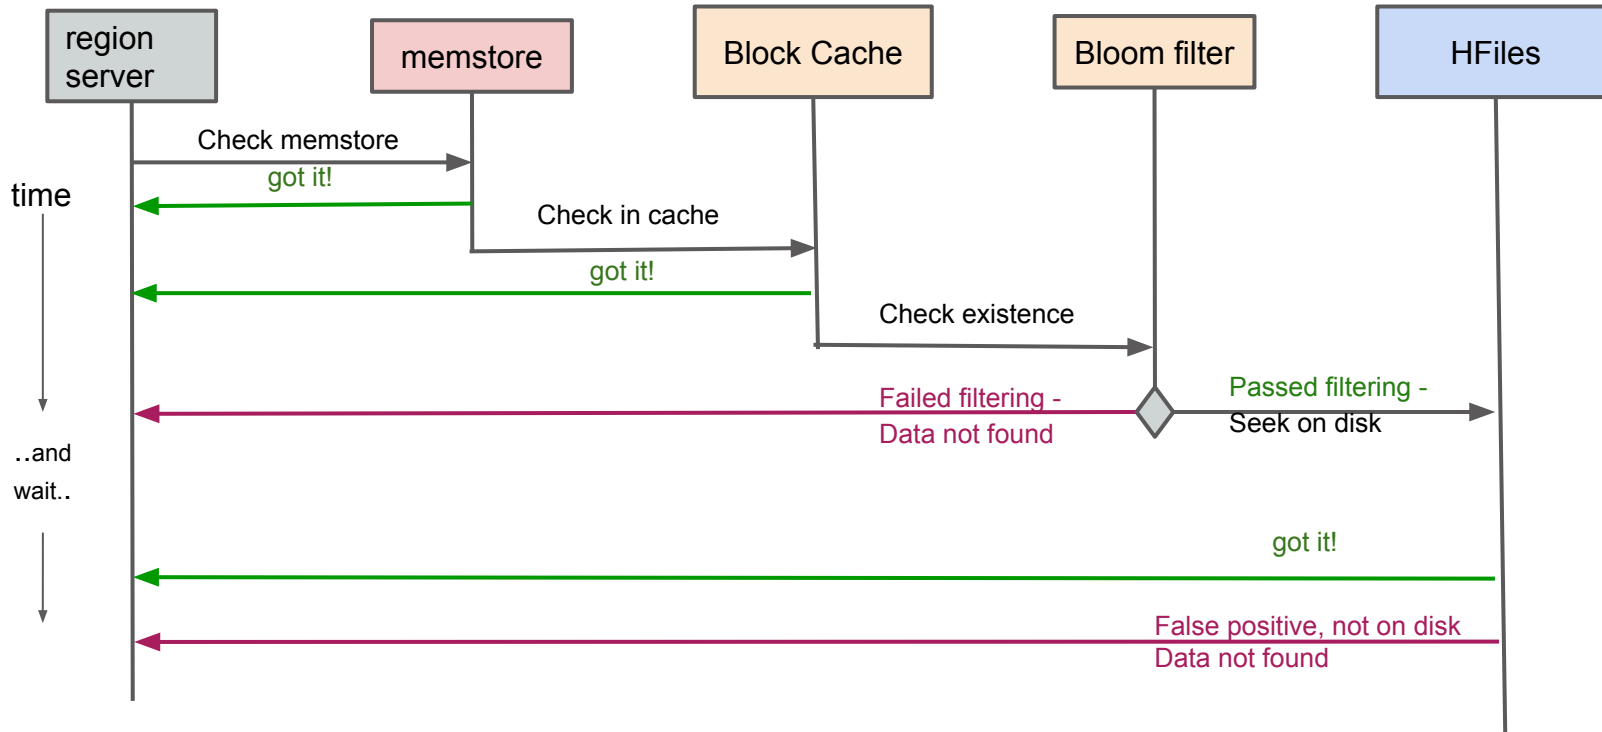 region
server
memstore
Block Cache
Bloom filter
HFiles
Check memstore
got it!
time
Check in cache
got it!
Check existence
Failed filtering -
Data not found
Passed filtering -
Seek on disk
..and
wait..
got it!
False positive, not on disk
Data not found